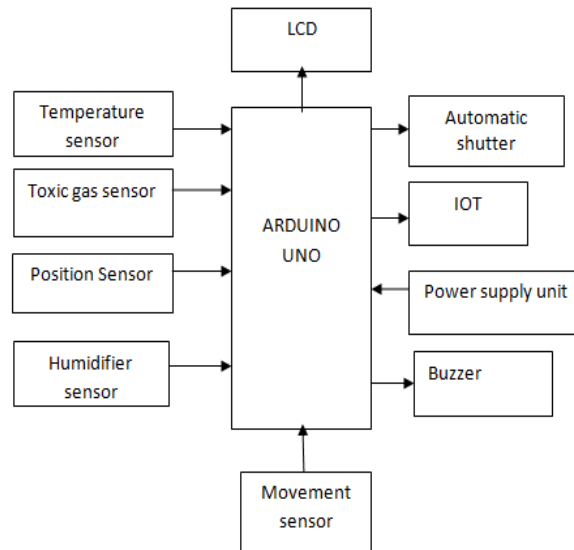 LCD
Temperature
sensor
Automatic
shutter
Toxic gas sensor
IOT
ARDUINO
UNO
Position Sensor
Power supply unit
Humidifier
sensor
Buzzer
Movement
sensor